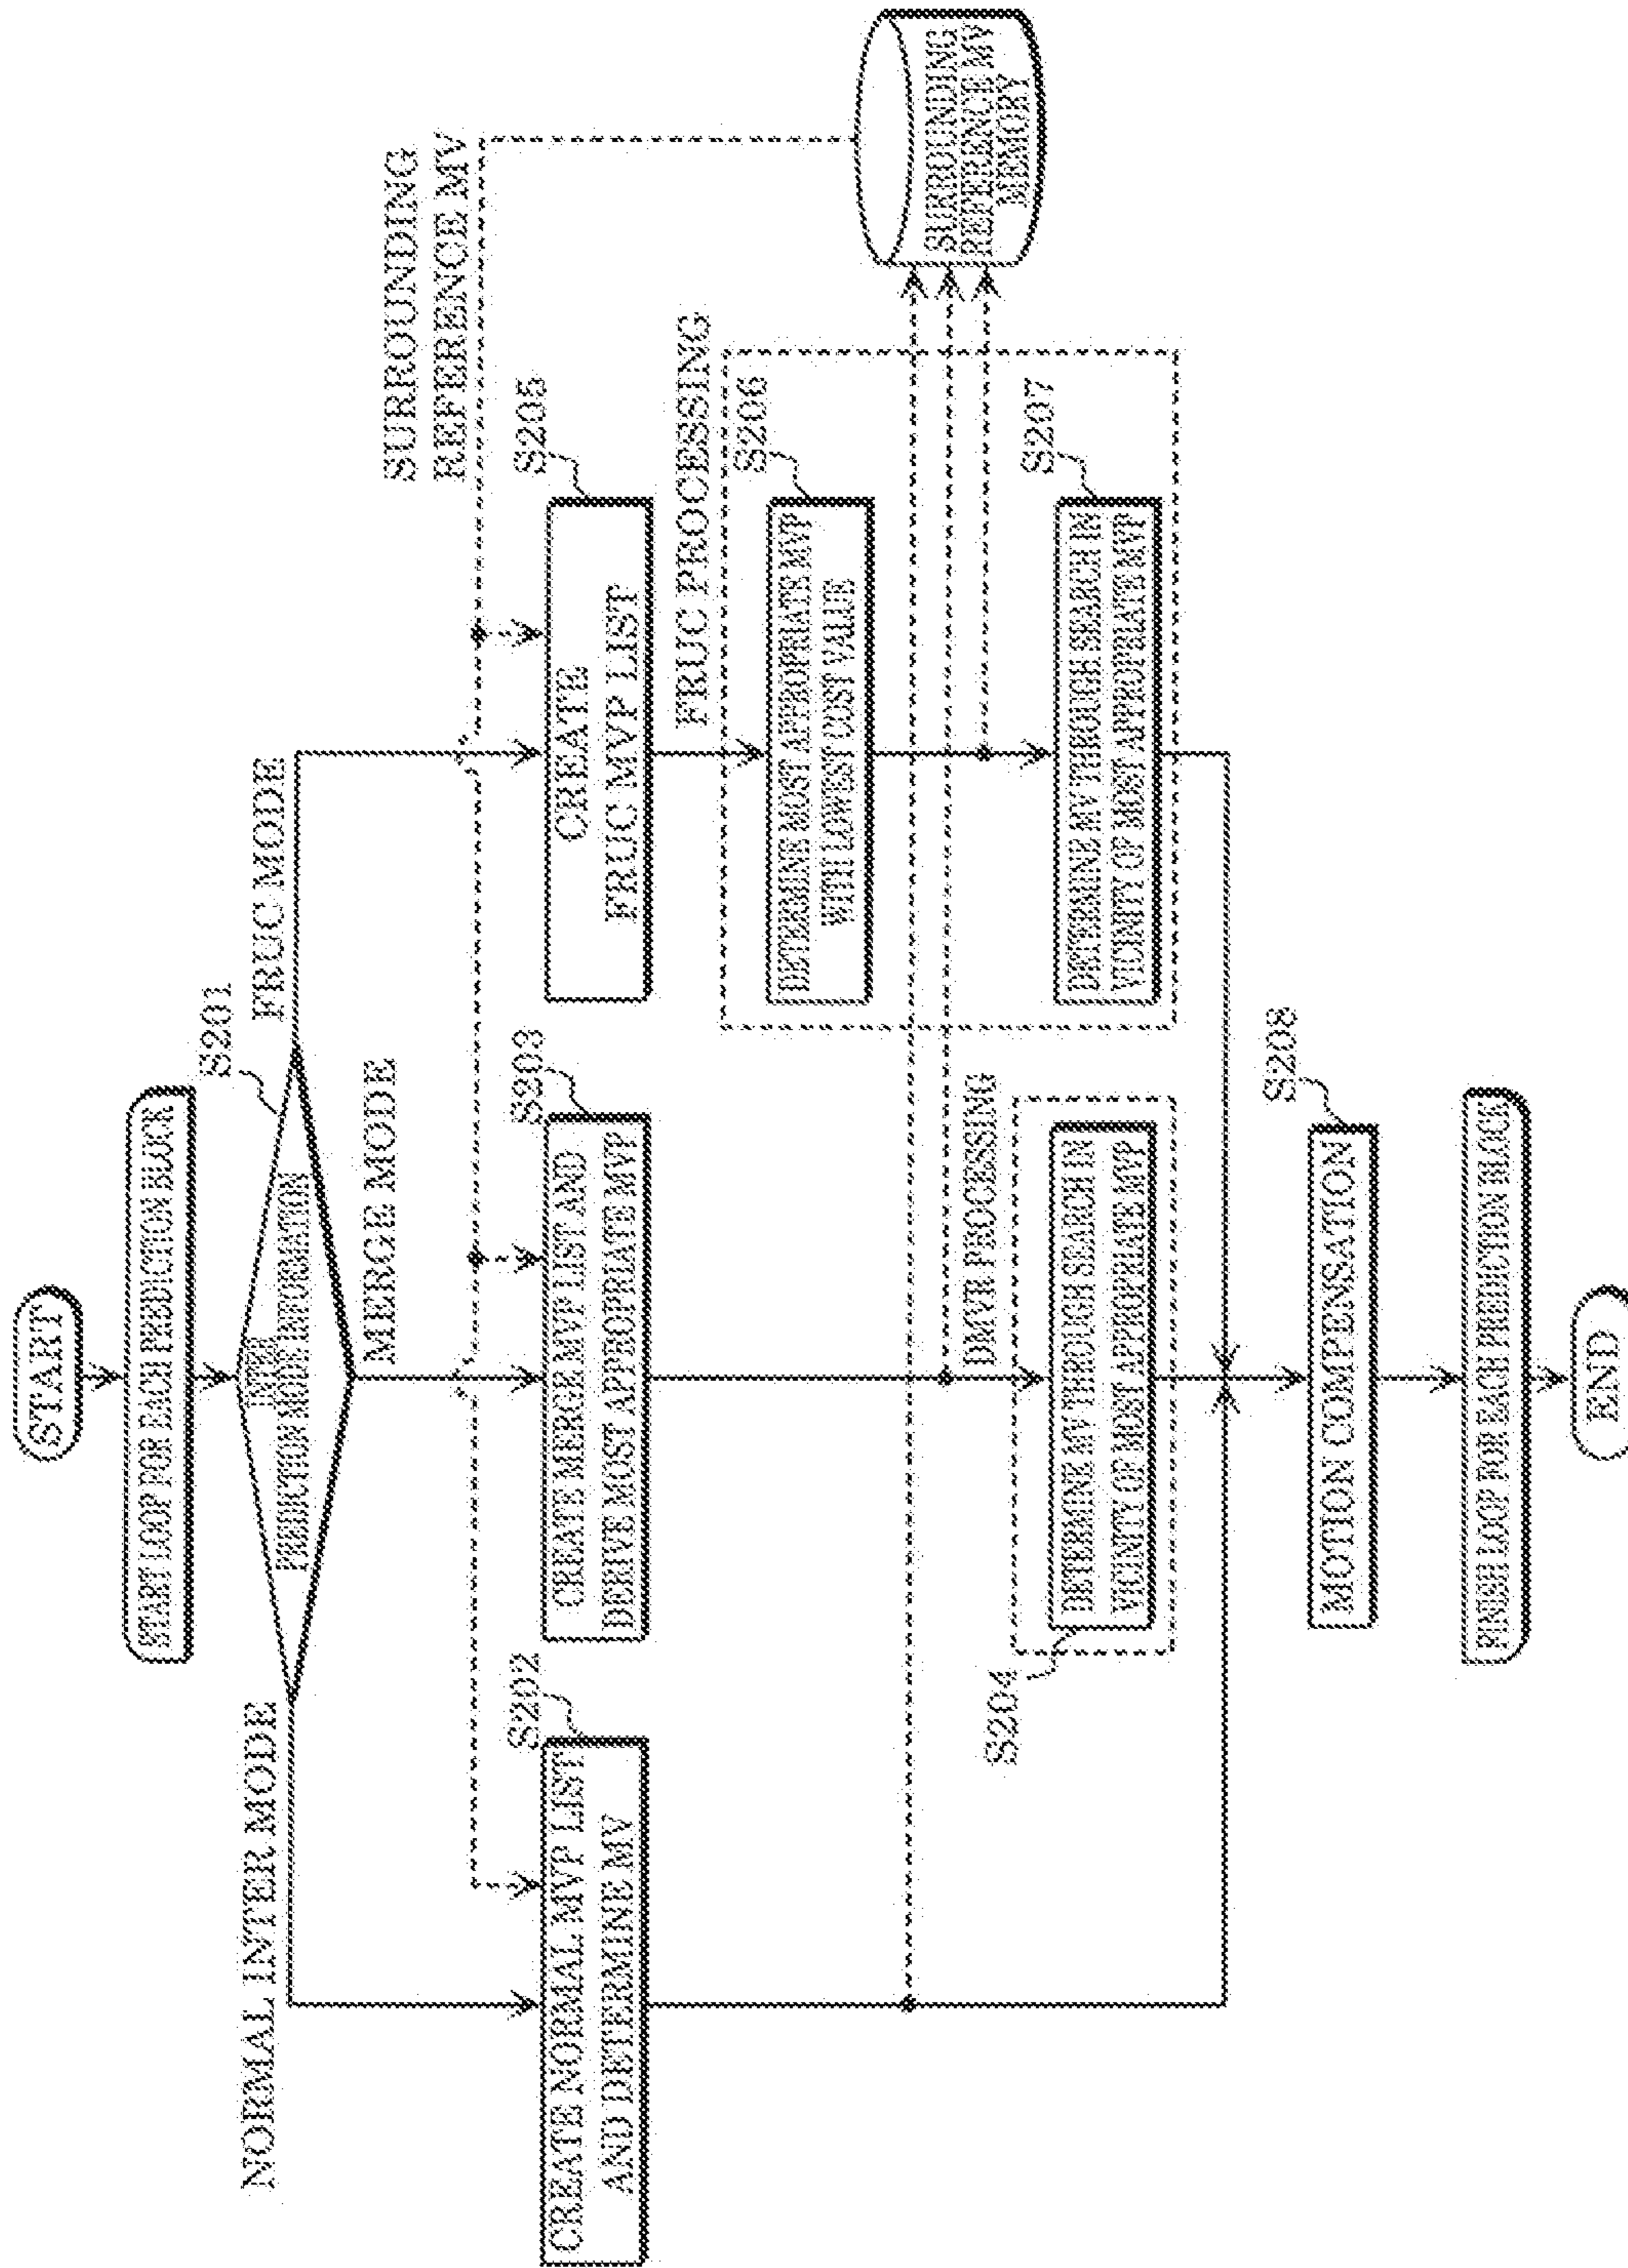 START
START LOOP FOR EACH PREDICTION BLOCK
S201
INTER
PREDICTION MODE INFORMATION
NORMAL INTER MODE
MERGE MODE
FRUC MODE
SURROUNDING
REFERENCE MV
S202
CREATE NORMAL MVP LIST
AND DETERMINE MV
S203
CREATE MERGE MVP LIST AND
DERIVE MOST APPROPRIATE MVP
S205
CREATE
FRUC MVP LIST
FRUC PROCESSING
S206
DETERMINE MOST APPROPRIATE MVP
WITH LOWEST COST VALUE
SURROUNDING
REFERENCE MV
MEMORY
DMVR PROCESSING
S204
DETERMINE MV THROUGH SEARCH IN
VICINITY OF MOST APPROPRIATE MVP
S207
DETERMINE MV THROUGH SEARCH IN
VICINITY OF MOST APPROPRIATE MVP
S208
MOTION COMPENSATION
FINISH LOOP FOR EACH PREDICTION BLOCK
END